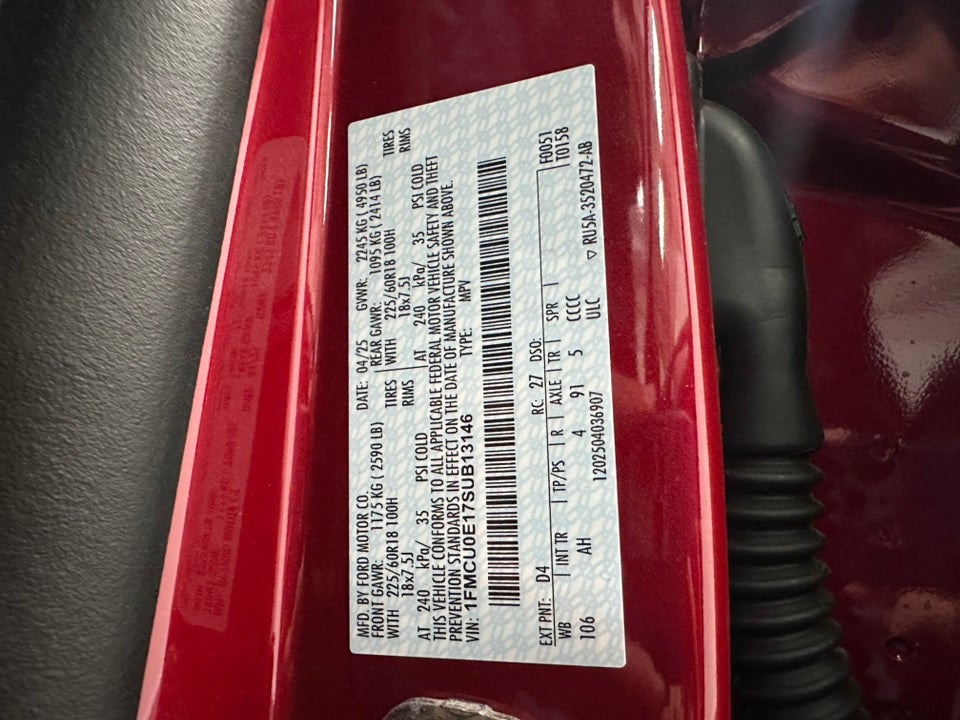 MFD. BY FORD MOTOR CO.
DATE: 04/25 GVWR: 2245 KG ( 4950 LB)
FRONT GAWR: 1175 KG ( 2590 LB) REAR GAWR: 1095 KG ( 2414 LB)
WITH 225/60R18 100H TIRES WITH 225/60R18 100H TIRES
18x7.5J RIMS 18x7.5J RIMS
AT 240 kPa/ 35 PSI COLD AT 240 kPa/ 35 PSI COLD
THIS VEHICLE CONFORMS TO ALL APPLICABLE FEDERAL MOTOR VEHICLE SAFETY AND THEFT
PREVENTION STANDARDS IN EFFECT ON THE DATE OF MANUFACTURE SHOWN ABOVE.
VIN: 1FMCU0E17SUB13146 TYPE: MPV
EXT PNT: D4 RC: 27 DSO: F0051
WB INT TR TP/PS R AXLE TR SPR T0158
106 AH 4 91 5 CCCC
1202504036907 ULC ▽ RU5A-3520472-AB